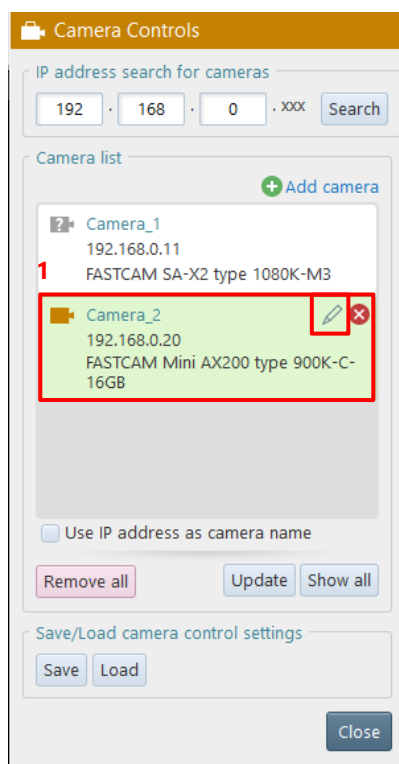 Camera Controls
IP address search for cameras
192 . 168 . 0 . xxx Search
Camera list
Add camera
?
Camera_1
192.168.0.11
1
FASTCAM SA-X2 type 1080K-M3
Camera_2
192.168.0.20
FASTCAM Mini AX200 type 900K-C-
16GB
Use IP address as camera name
Remove all Update Show all
Save/Load camera control settings
Save Load
Close